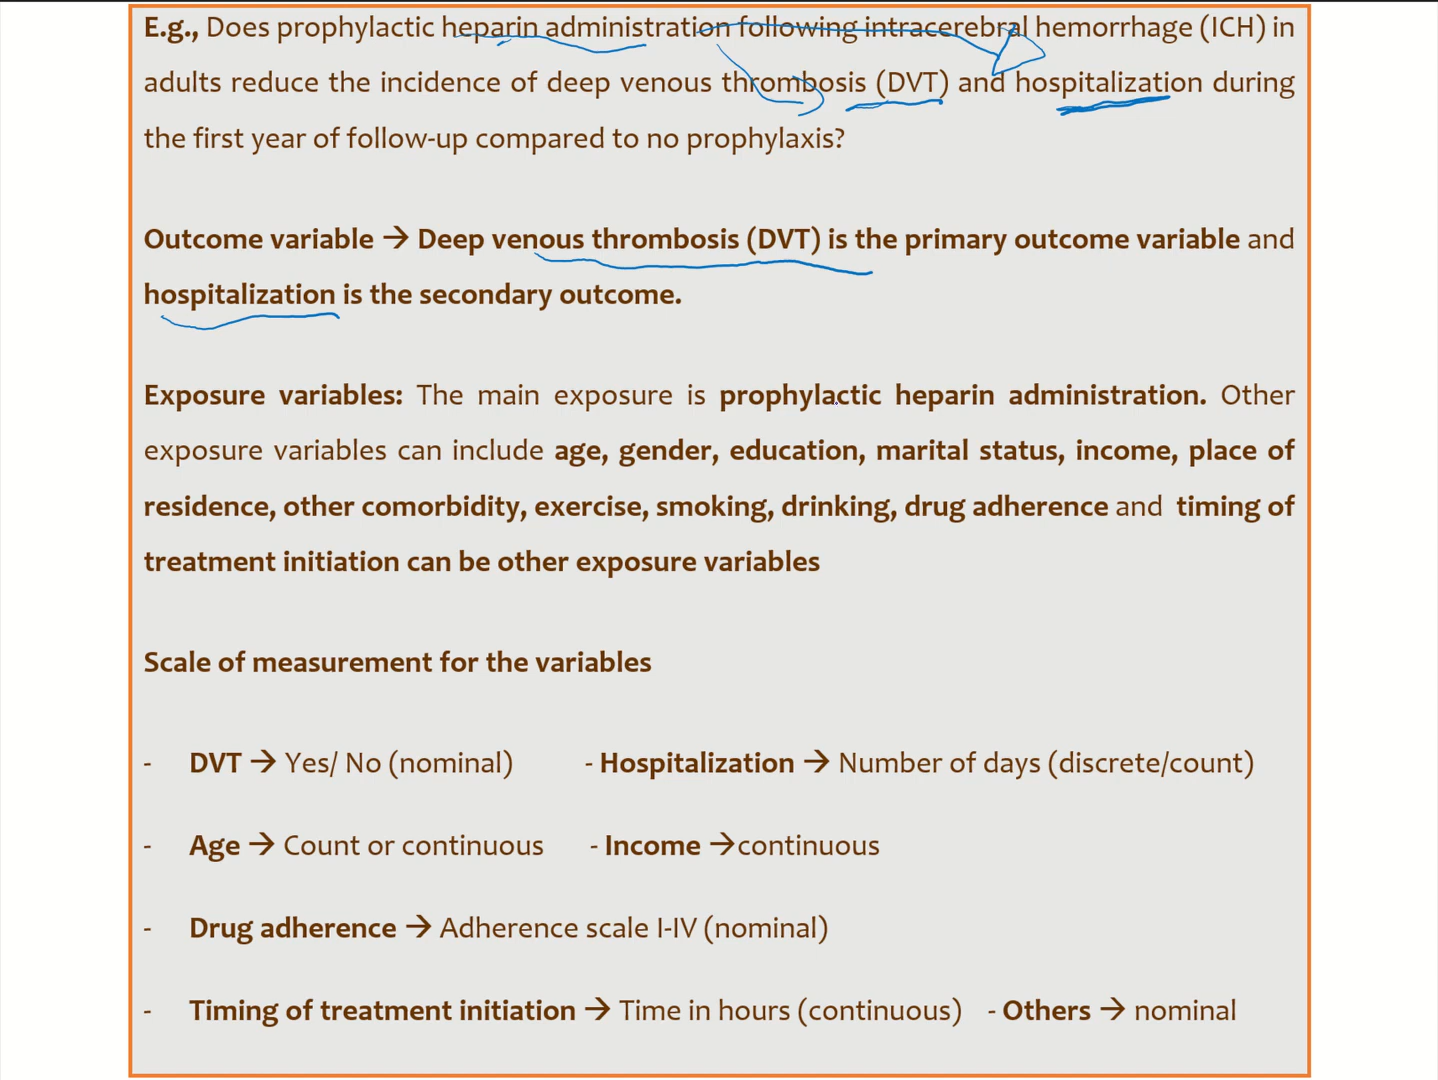 E.g., Does prophylactic heparin administration following intracerebral hemorrhage (ICH) in
adults reduce the incidence of deep venous thrombosis (DVT) and hospitalization during
the first year of follow-up compared to no prophylaxis?
Outcome variable → Deep venous thrombosis (DVT) is the primary outcome variable and
hospitalization is the secondary outcome.
Exposure variables: The main exposure is prophylactic heparin administration. Other
exposure variables can include age, gender, education, marital status, income, place of
residence, other comorbidity, exercise, smoking, drinking, drug adherence and timing of
treatment initiation can be other exposure variables
Scale of measurement for the variables
- DVT → Yes/ No (nominal) - Hospitalization → Number of days (discrete/count)
- Age → Count or continuous - Income →continuous
- Drug adherence → Adherence scale I-IV (nominal)
- Timing of treatment initiation → Time in hours (continuous) - Others → nominal